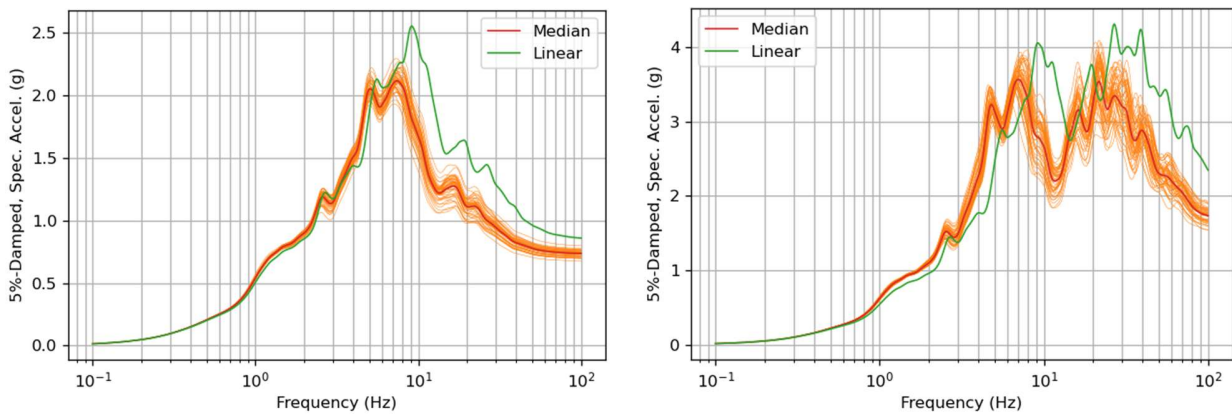 5%-Damped, Spec. Accel. (g)
2.5
2.0
1.5
1.0
0.5
0.0
Median
Linear
10⁻¹
10⁰
10¹
10²
Frequency (Hz)
5%-Damped, Spec. Accel. (g)
4
3
2
1
0
Median
Linear
10⁻¹
10⁰
10¹
10²
Frequency (Hz)